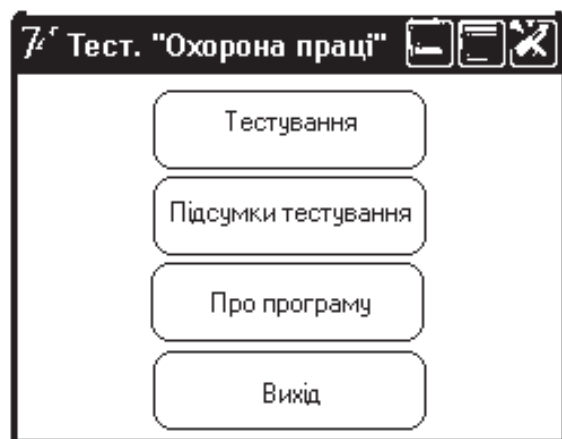 Тест. "Охорона праці"
Тестування
Підсумки тестування
Про програму
Вихід